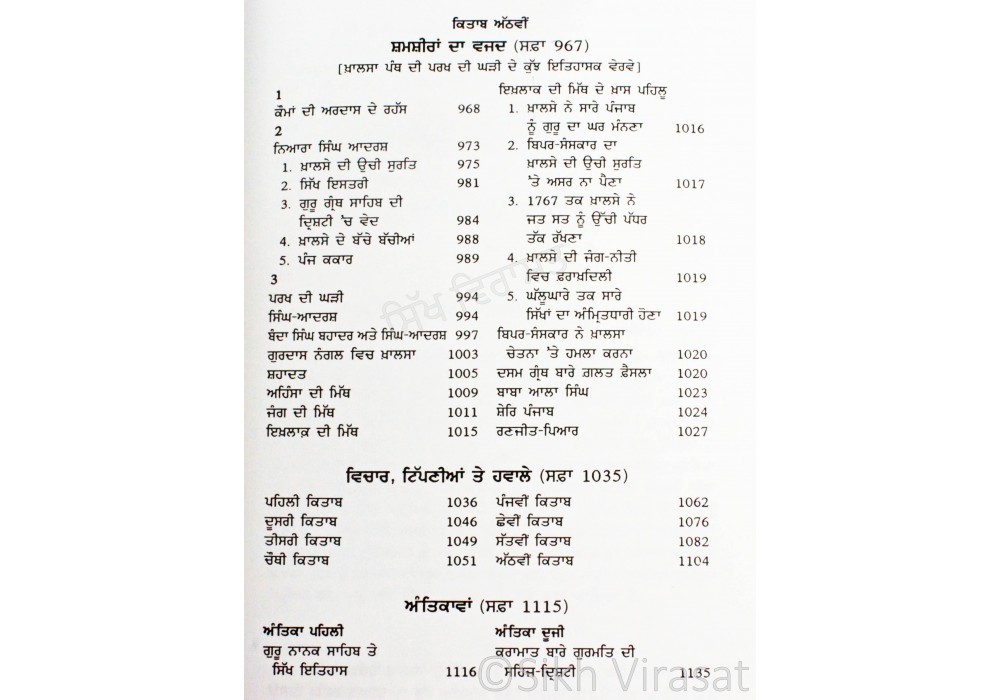 ਕਿਤਾਬ ਅੱਠਵੀਂ
ਸ਼ਮਸ਼ੀਰਾਂ ਦਾ ਵਜਦ (ਸਫ਼ਾ 967)
[ਖ਼ਾਲਸਾ ਪੰਥ ਦੀ ਪਰਖ ਦੀ ਘੜੀ ਦੇ ਕੁੱਝ ਇਤਿਹਾਸਕ ਵੇਰਵੇ]
1
ਕੌਮਾਂ ਦੀ ਅਰਦਾਸ ਦੇ ਰਹੱਸ 968
2
ਨਿਆਰਾ ਸਿੰਘ ਆਦਰਸ਼ 973
1. ਖ਼ਾਲਸੇ ਦੀ ਉਚੀ ਸੁਰਤਿ 975
2. ਸਿੱਖ ਇਸਤਰੀ 981
3. ਗੁਰੂ ਗ੍ਰੰਥ ਸਾਹਿਬ ਦੀ
ਦ੍ਰਿਸ਼ਟੀ 'ਚ ਵੇਦ 984
4. ਖ਼ਾਲਸੇ ਦੇ ਬੱਚੇ ਬੱਚੀਆਂ 988
5. ਪੰਜ ਕਕਾਰ 989
3
ਪਰਖ ਦੀ ਘੜੀ 994
ਸਿੰਘ-ਆਦਰਸ਼ 994
ਬੰਦਾ ਸਿੰਘ ਬਹਾਦਰ ਅਤੇ ਸਿੰਘ-ਆਦਰਸ਼ 997
ਗੁਰਦਾਸ ਨੰਗਲ ਵਿਚ ਖ਼ਾਲਸਾ 1003
ਸ਼ਹਾਦਤ 1005
ਅਹਿੰਸਾ ਦੀ ਮਿੱਥ 1009
ਜੰਗ ਦੀ ਮਿੱਥ 1011
ਇਖ਼ਲਾਕ਼ ਦੀ ਮਿੱਥ 1015
ਇਖ਼ਲਾਕ ਦੀ ਮਿੱਥ ਦੇ ਖ਼ਾਸ ਪਹਿਲੂ
1. ਖ਼ਾਲਸੇ ਨੇ ਸਾਰੇ ਪੰਜਾਬ
ਨੂੰ ਗੁਰੂ ਦਾ ਘਰ ਮੰਨਣਾ 1016
2. ਬਿਪਰ-ਸੰਸਕਾਰ ਦਾ
ਖ਼ਾਲਸੇ ਦੀ ਉਚੀ ਸੁਰਤਿ
'ਤੇ ਅਸਰ ਨਾ ਪੈਣਾ 1017
3. 1767 ਤਕ ਖ਼ਾਲਸੇ ਨੇ
ਜਤ ਸਤ ਨੂੰ ਉੱਚੀ ਪੱਧਰ
ਤੱਕ ਰੱਖਣਾ 1018
4. ਖ਼ਾਲਸੇ ਦੀ ਜੰਗ-ਨੀਤੀ
ਵਿਚ ਫ਼ਰਾਖ਼ਦਿਲੀ 1019
5. ਘੱਲੂਘਾਰੇ ਤਕ ਸਾਰੇ
ਸਿੱਖਾਂ ਦਾ ਅੰਮ੍ਰਿਤਧਾਰੀ ਹੋਣਾ 1019
ਬਿਪਰ-ਸੰਸਕਾਰ ਨੇ ਖ਼ਾਲਸਾ
ਚੇਤਨਾ 'ਤੇ ਹਮਲਾ ਕਰਨਾ 1020
ਦਸਮ ਗ੍ਰੰਥ ਬਾਰੇ ਗ਼ਲਤ ਫ਼ੈਸਲਾ 1020
ਬਾਬਾ ਆਲਾ ਸਿੰਘ 1023
ਸ਼ੇਰਿ ਪੰਜਾਬ 1024
ਰਣਜੀਤ-ਪਿਆਰ 1027
ਵਿਚਾਰ, ਟਿੱਪਣੀਆਂ ਤੇ ਹਵਾਲੇ (ਸਫ਼ਾ 1035)
ਪਹਿਲੀ ਕਿਤਾਬ 1036
ਦੂਸਰੀ ਕਿਤਾਬ 1046
ਤੀਸਰੀ ਕਿਤਾਬ 1049
ਚੌਥੀ ਕਿਤਾਬ 1051
ਪੰਜਵੀਂ ਕਿਤਾਬ 1062
ਛੇਵੀਂ ਕਿਤਾਬ 1076
ਸੱਤਵੀਂ ਕਿਤਾਬ 1082
ਅੱਠਵੀਂ ਕਿਤਾਬ 1104
ਅੰਤਿਕਾਵਾਂ (ਸਫ਼ਾ 1115)
ਅੰਤਿਕਾ ਪਹਿਲੀ
ਗੁਰੂ ਨਾਨਕ ਸਾਹਿਬ ਤੇ
ਸਿੱਖ ਇਤਿਹਾਸ 1116
ਅੰਤਿਕਾ ਦੂਜੀ
ਕਰਾਮਾਤ ਬਾਰੇ ਗੁਰਮਤਿ ਦੀ
ਸਹਿਜ-ਦ੍ਰਿਸ਼ਟੀ 1135
©Sikh Virasat
ਸਿੱਖ ਵਿਰਾਸਤ